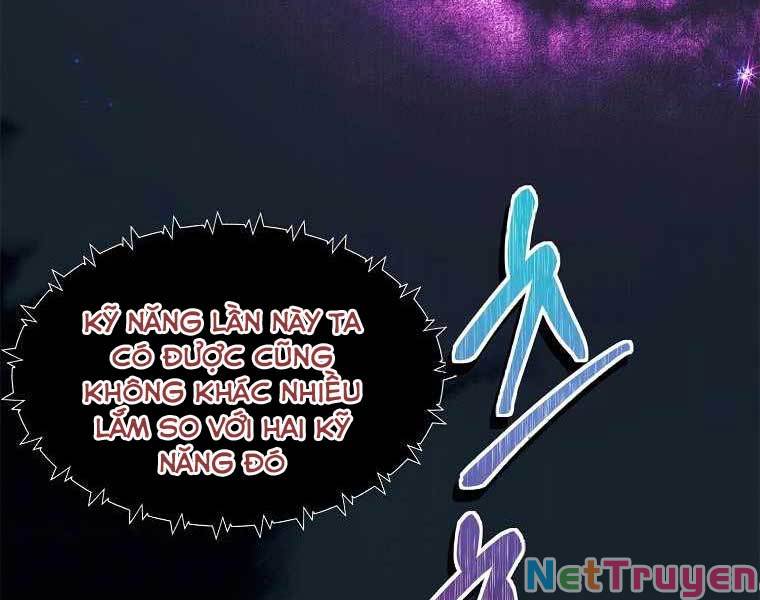 KỸ NĂNG LẦN NÀY TA
CÓ ĐƯỢC CŨNG
KHÔNG KHÁC NHIỀU
LẮM SO VỚI HAI KỸ
NĂNG ĐÓ
NetTruyen